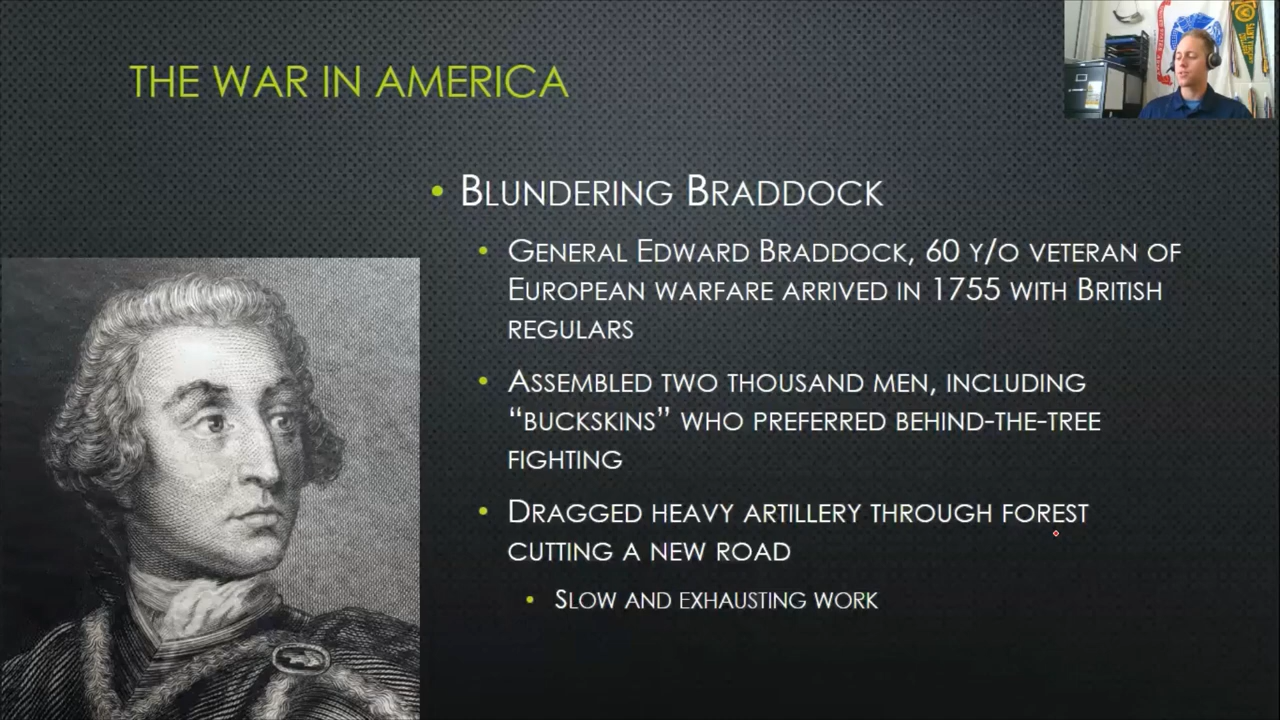 THE WAR IN AMERICA
• BLUNDERING BRADDOCK
• GENERAL EDWARD BRADDOCK, 60 Y/O VETERAN OF
EUROPEAN WARFARE ARRIVED IN 1755 WITH BRITISH
REGULARS
• ASSEMBLED TWO THOUSAND MEN, INCLUDING
“BUCKSKINS” WHO PREFERRED BEHIND-THE-TREE
FIGHTING
• DRAGGED HEAVY ARTILLERY THROUGH FOREST
CUTTING A NEW ROAD
• SLOW AND EXHAUSTING WORK